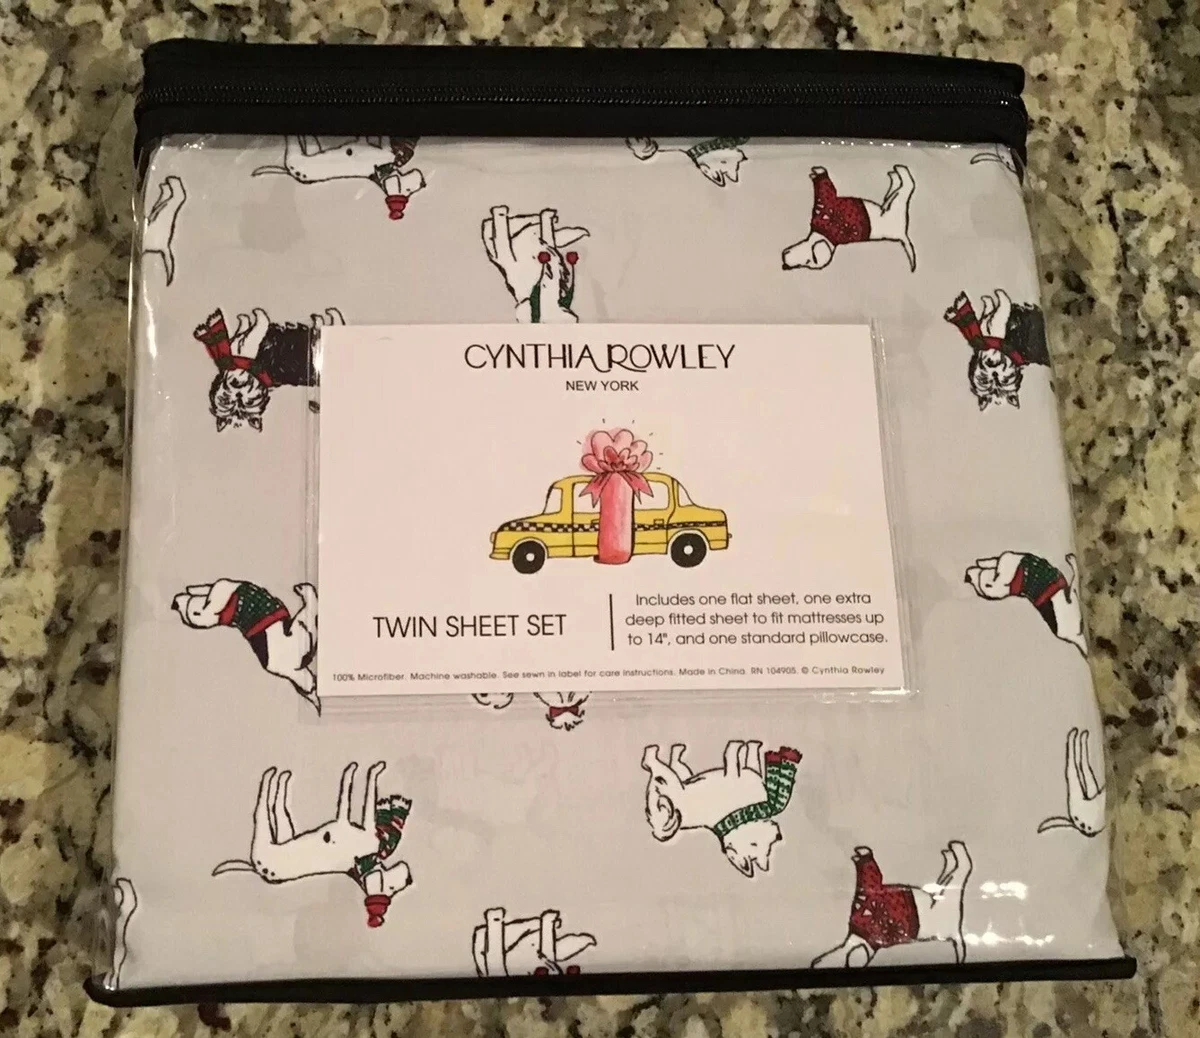 CYNTHIA ROWLEY
NEW YORK
TWIN SHEET SET
Includes one flat sheet, one extra
deep fitted sheet to fit mattresses up
to 14", and one standard pillowcase.
100% Microfiber. Machine washable. See sewn in label for care instructions. Made in China. RN 104905. © Cynthia Rowley